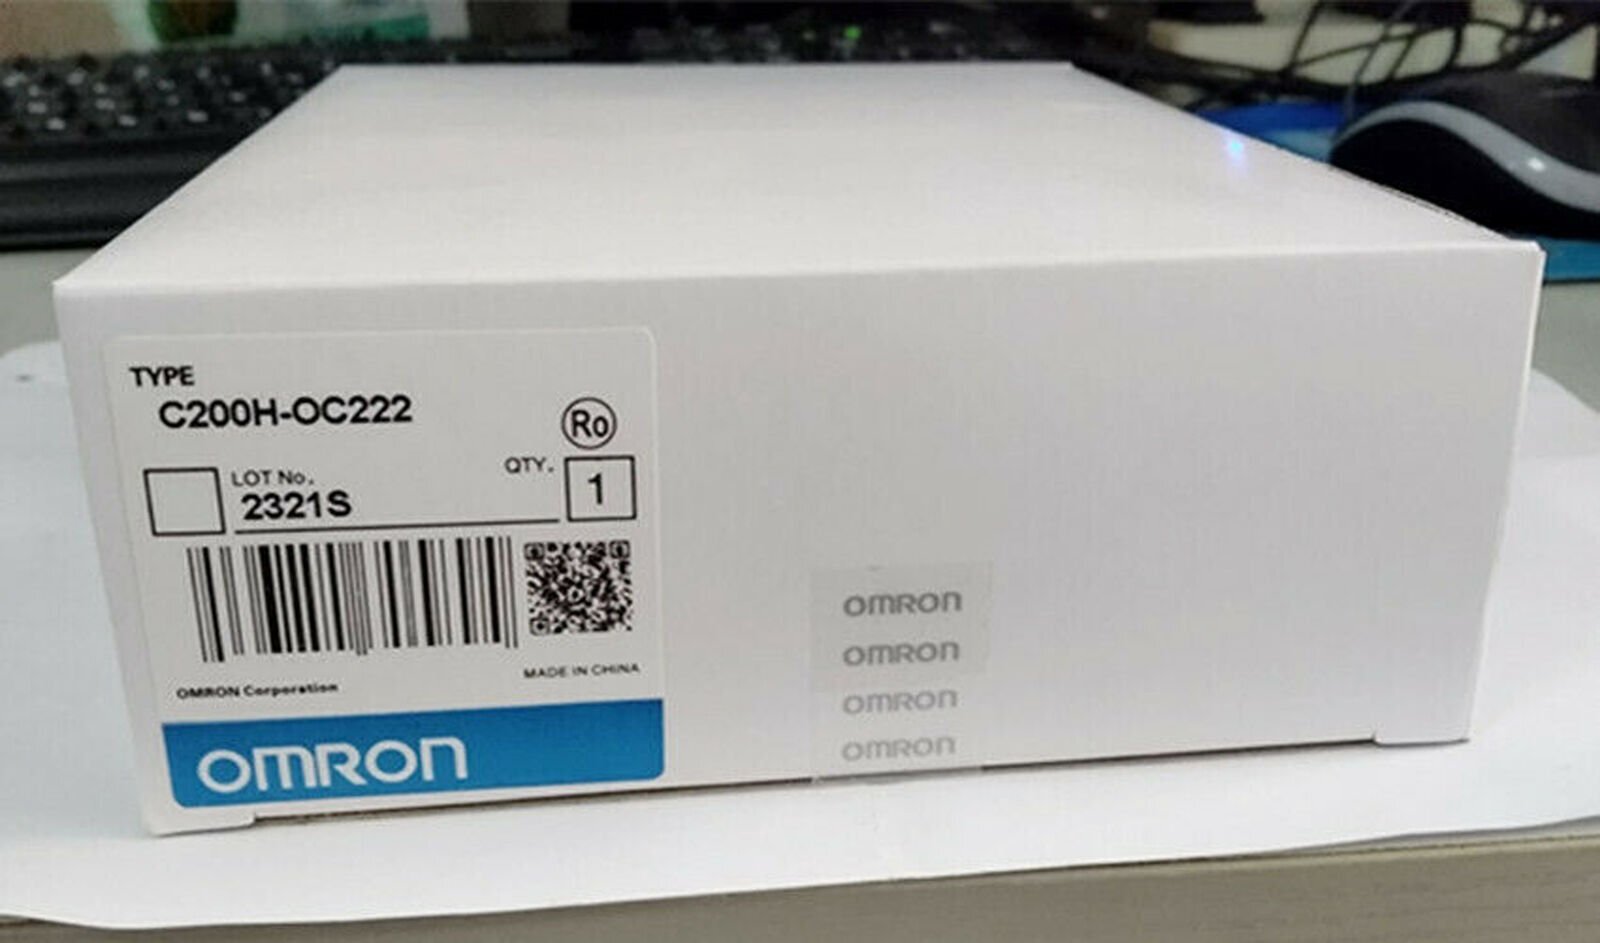 TYPE
C200H-OC222
Ro
LOT No.
QTY.
2321S
1
OMRON Corporation
MADE IN CHINA
OMRON
OMRON
OMRON
OMRON
OMRON